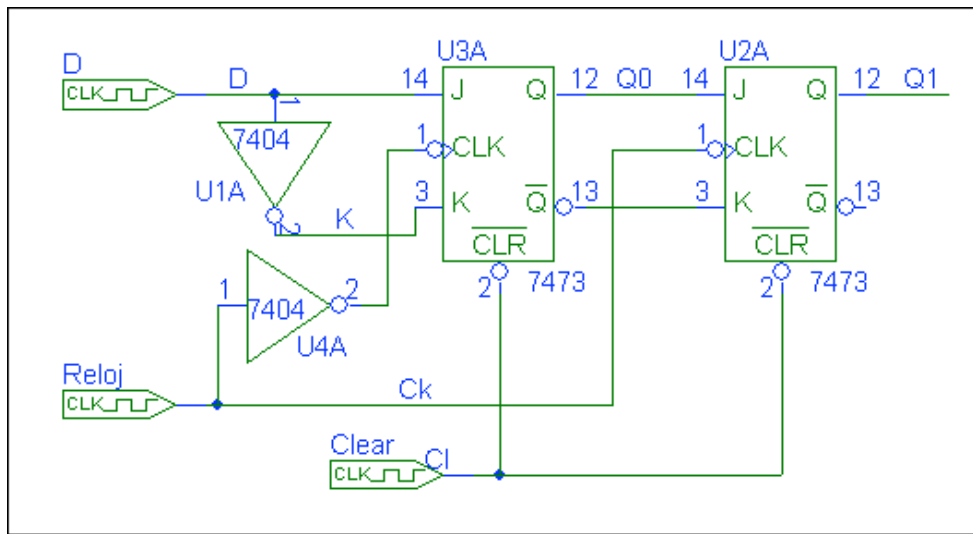 D
CLK
D
1
7404
U1A
2
K
1
7404
2
U4A
Reloj
CLK
Ck
Clear
CLK
Cl
U3A
14
J
Q
12
Q0
1
CLK
3
K
Q
13
CLR
2
7473
U2A
14
J
Q
12
Q1
1
CLK
3
K
Q
13
CLR
2
7473